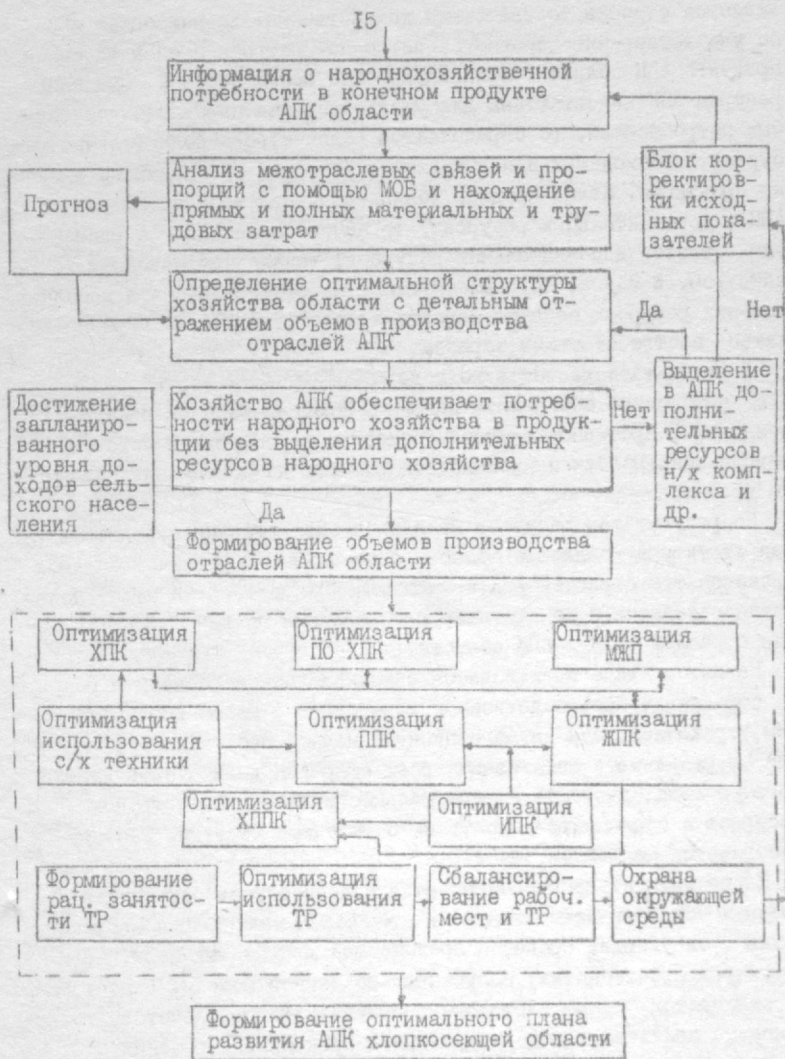 I5
Информация о народнохозяйственной
потребности в конечном продукте
АПК области
Прогноз
Анализ межотраслевых связей и про-
порций с помощью МОБ и нахождение
прямых и полных материальных и тру-
довых затрат
Блок кор-
ректиров-
ки исход-
ных пока-
зателей
Определение оптимальной структуры
хозяйства области с детальным от-
ражением объемов производства
отраслей АПК
Да
Нет
Достижение
запланиро-
ванного
уровня до-
ходов сель-
ского насе-
ления
Хозяйство АПК обеспечивает потреб-
ности народного хозяйства в продук-
ции без выделения дополнительных
ресурсов народного хозяйства
Нет
Выделение
в АПК до-
полни-
тельных
ресурсов
н/х комп-
лекса и
др.
Да
Формирование объемов производства
отраслей АПК области
Оптимизация
ХПК
Оптимизация
ПО ХПК
Оптимизация
МЖП
Оптимизация
использования
с/х техники
Оптимизация
ППК
Оптимизация
ЖПК
Оптимизация
ХППК
Оптимизация
ИПК
Формирование
рац. занятос-
ти ТР
Оптимизация
использования
ТР
Сбалансиро-
вание рабоч.
мест и ТР
Охрана
окружающей
среды
Формирование оптимального плана
развития АПК хлопкосеющей области